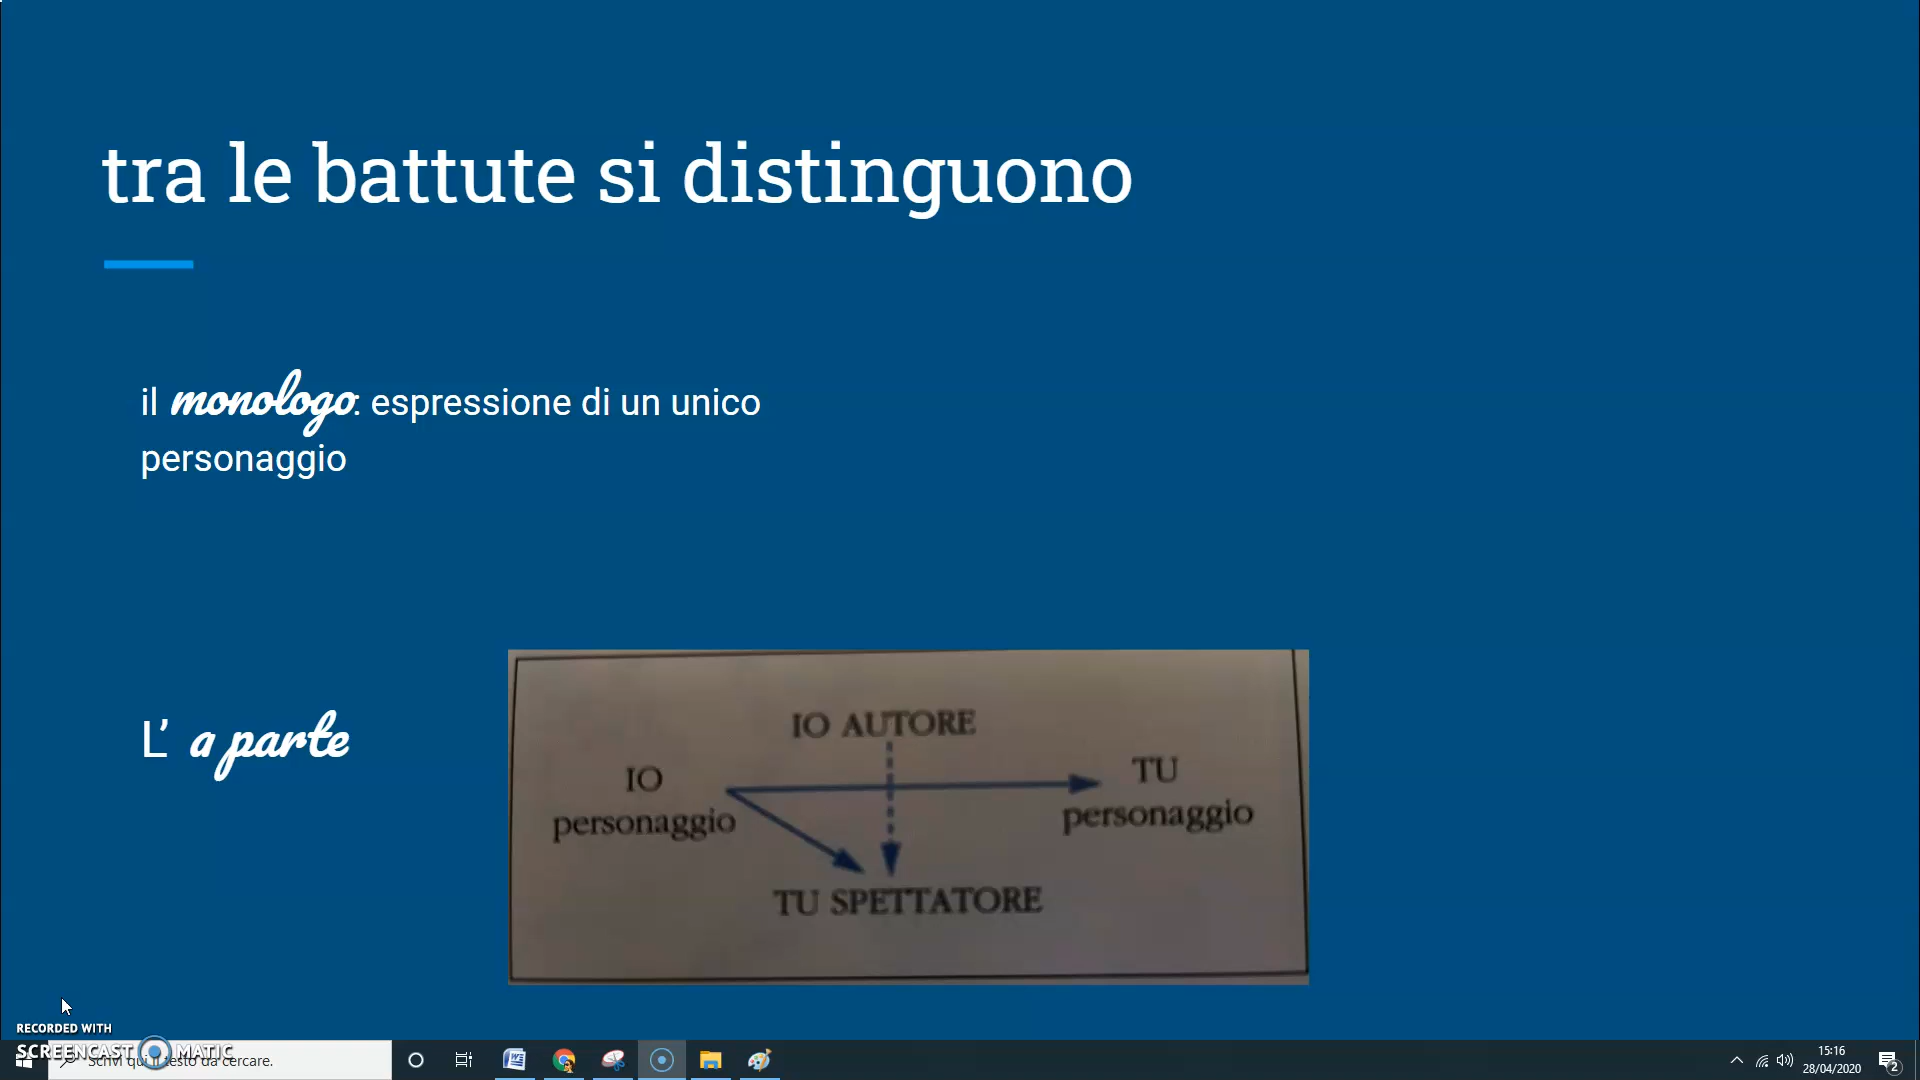 tra le battute si distinguono
il monologo: espressione di un unico
personaggio
L' a parte
IO AUTORE
IO
personaggio
TU
personaggio
TU SPETTATORE
RECORDED WITH
SCREENCAST MATIC
Scrivi qui il testo da cercare.
15:16
28/04/2020
2